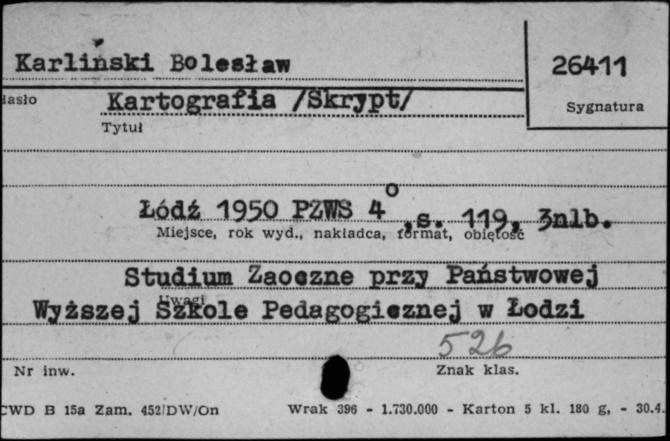 Karliński Bolesław
26411
Hasło
Kartografia /Skrypt/
Sygnatura
Tytuł
Łódź 1950 PZWS 4° ,s. 119, 3nlb.
Miejsce, rok wyd., nakładca, format, objętość
Studium Zaoczne przy Państwowej
Uwagi
Wyższej Szkole Pedagogicznej w Łodzi
526
Nr inw.
Znak klas.
CWD B 15a Zam. 452/DW/On
Wrak 396 - 1.730.000 - Karton 5 kl. 180 g, - 30.4.